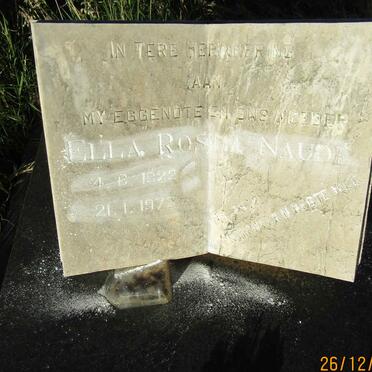 IN TERE HERINNERING
AAN
MY EGGENOTE EN ONS MOEDER
ELLA ROSINA NAUDE
4.6.1922
21.1.197
26/12/